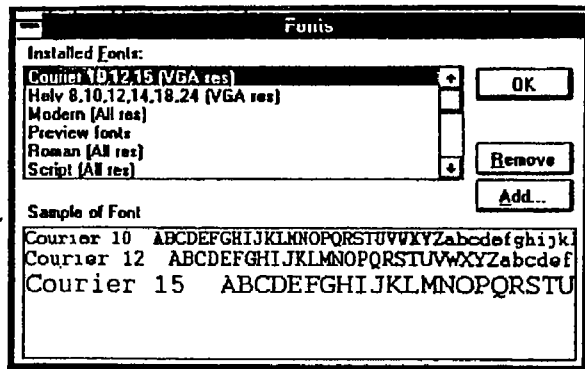 Fonts
Installed Fonts:
Courier 10,12,15 (VGA res)
Helv 8,10,12,14,18,24 (VGA res)
Modern (All res)
Preview fonts
Roman (All res)
Script (All res)
OK
Remove
Add...
Sample of Font
Courier 10 ABCDEFGHIJKLMNOPQRSTUVWXYZabcdefghijkl
Courier 12 ABCDEFGHIJKLMNOPQRSTUVWXYZabcdef
Courier 15 ABCDEFGHIJKLMNOPQRSTU